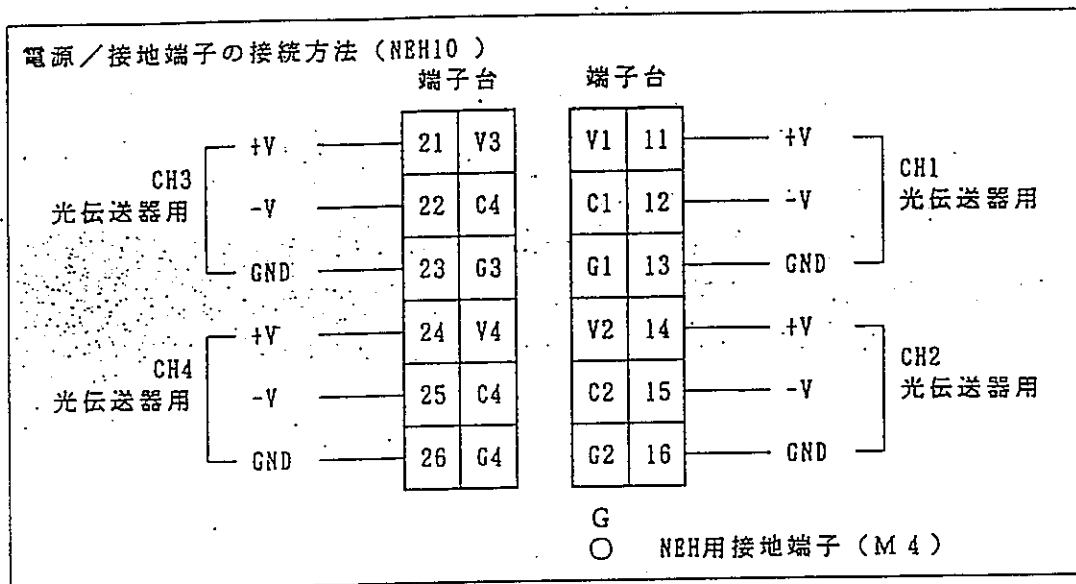 電源／接地端子の接続方法（NEH10 ）
端子台 端子台
+V 21 V3 V1 11 +V
CH3 CH1
光伝送器用 -V 22 C4 C1 12 -V 光伝送器用
GND 23 G3 G1 13 GND
+V 24 V4 V2 14 +V
CH4 CH2
光伝送器用 -V 25 C4 C2 15 -V 光伝送器用
GND 26 G4 G2 16 GND
G
NEH用接地端子（M４）